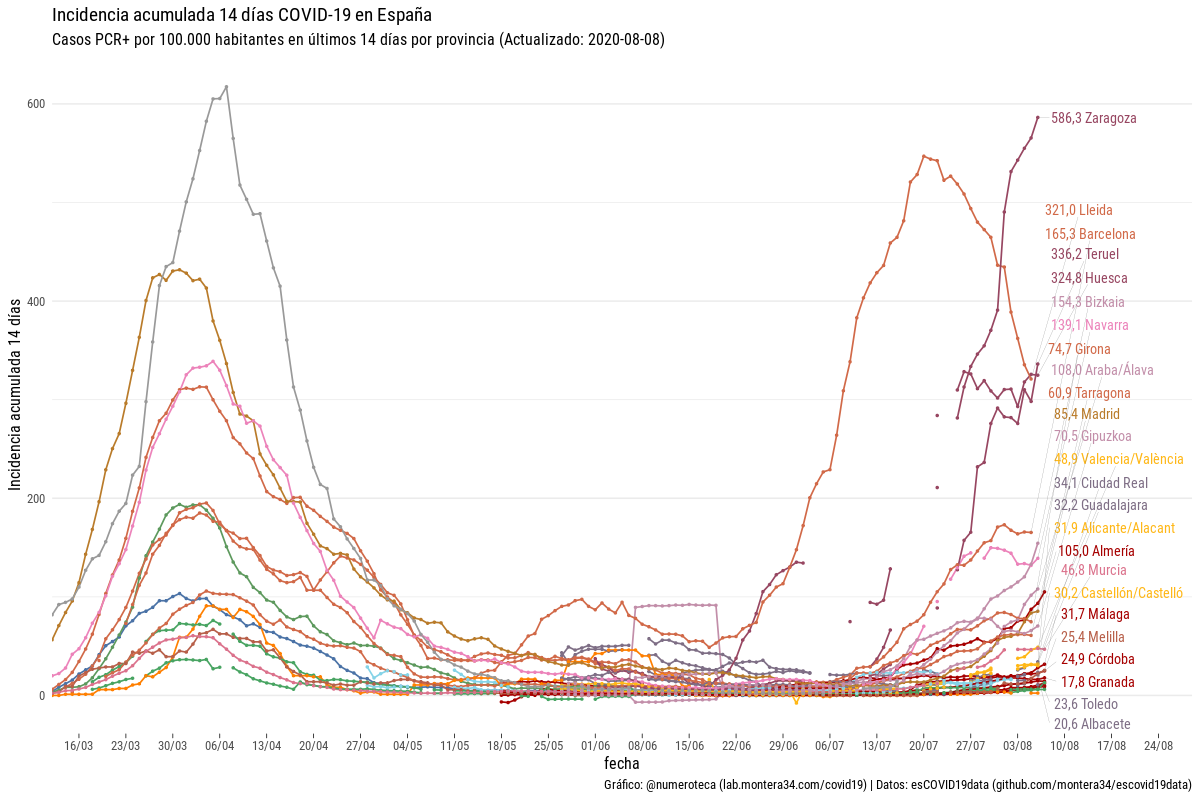 Incidencia acumulada 14 días COVID-19 en España
Casos PCR+ por 100.000 habitantes en últimos 14 días por provincia (Actualizado: 2020-08-08)
Incidencia acumulada 14 días
600
400
200
0
586,3 Zaragoza
321,0 Lleida
165,3 Barcelona
336,2 Teruel
324,8 Huesca
154,3 Bizkaia
139,1 Navarra
74,7 Girona
108,0 Araba/Álava
60,9 Tarragona
85,4 Madrid
70,5 Gipuzkoa
48,9 Valencia/València
34,1 Ciudad Real
32,2 Guadalajara
31,9 Alicante/Alacant
105,0 Almería
46,8 Murcia
30,2 Castellón/Castelló
31,7 Málaga
25,4 Melilla
24,9 Córdoba
17,8 Granada
23,6 Toledo
20,6 Albacete
16/03 23/03 30/03 06/04 13/04 20/04 27/04 04/05 11/05 18/05 25/05 01/06 08/06 15/06 22/06 29/06 06/07 13/07 20/07 27/07 03/08 10/08 17/08 24/08
fecha
Gráfico: @numeroteca (lab.montera34.com/covid19) | Datos: esCOVID19data (github.com/montera34/escovid19data)